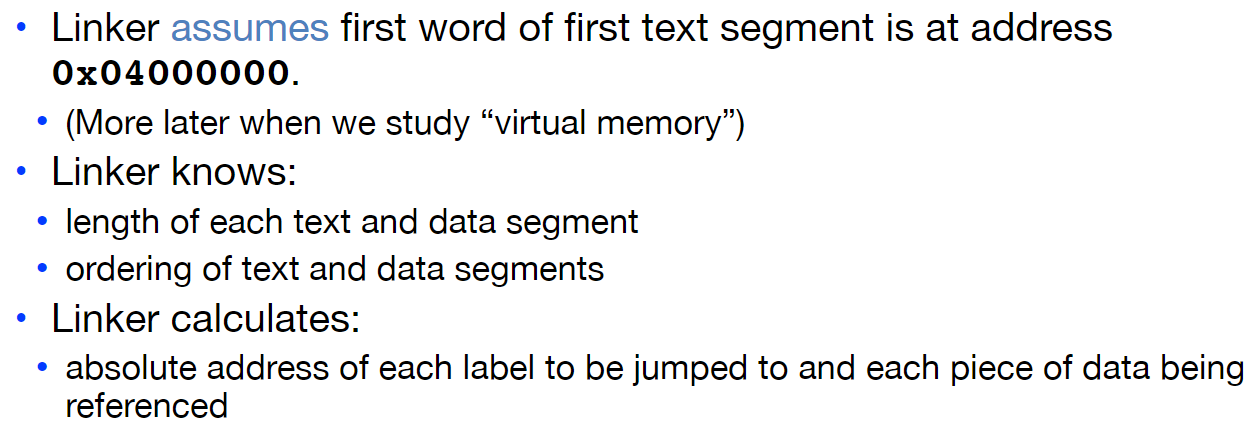 • Linker assumes first word of first text segment is at address
0x04000000.
• (More later when we study “virtual memory”)
• Linker knows:
• length of each text and data segment
• ordering of text and data segments
• Linker calculates:
• absolute address of each label to be jumped to and each piece of data being
referenced